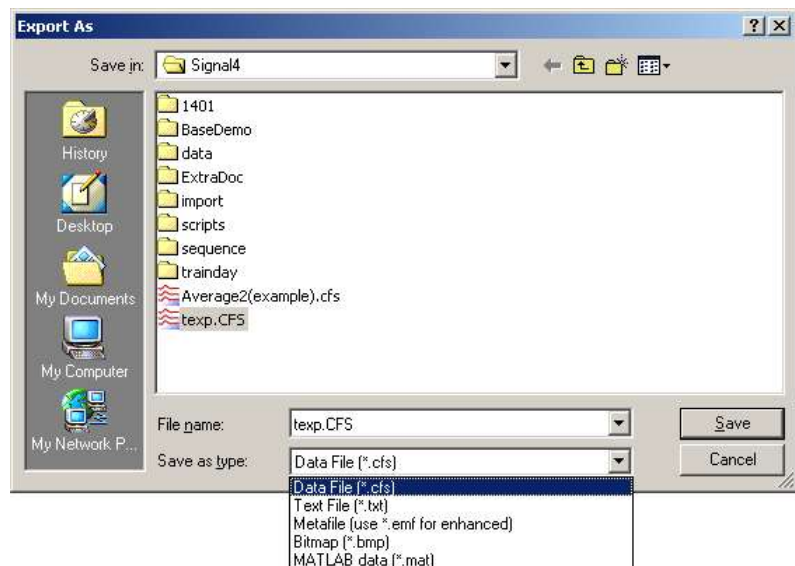 Export As
Save in: Signal4
History
Desktop
My Documents
My Computer
My Network P...
1401
BaseDemo
data
ExtraDoc
import
scripts
sequence
trainday
Average2(example).cfs
texp.CFS
File name: texp.CFS
Save
Save as type: Data File (*.cfs)
Cancel
Data File (*.cfs)
Text File (*.txt)
Metafile (use *.emf for enhanced)
Bitmap (*.bmp)
MATLAB data (*.mat)